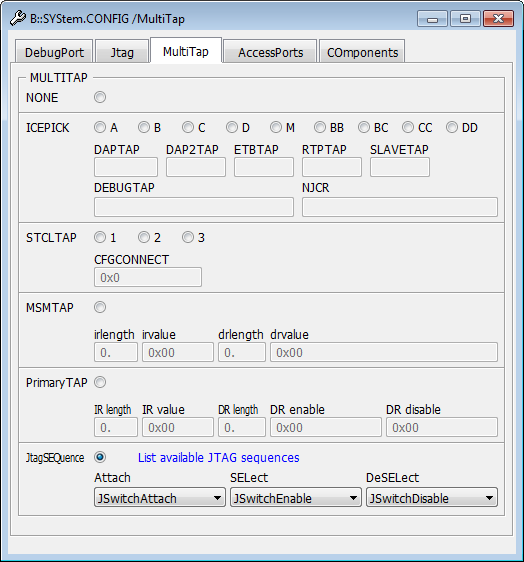 B::SYStem.CONFIG /MultiTap
DebugPort Jtag MultiTap AccessPorts COmponents
MULTITAP
NONE
ICEPICK A B C D M BB BC CC DD
DAPTAP DAP2TAP ETBTAP RTPTAP SLAVETAP
DEBUGTAP NJCR
STCLTAP 1 2 3
CFGCONNECT
0x0
MSMTAP
irlength irvalue drlength drvalue
0. 0x00 0. 0x00
PrimaryTAP
IR length IR value DR length DR enable DR disable
0. 0x00 0. 0x00 0x00
JtagSEQuence List available JTAG sequences
Attach SELect DeSELect
JSwitchAttach JSwitchEnable JSwitchDisable